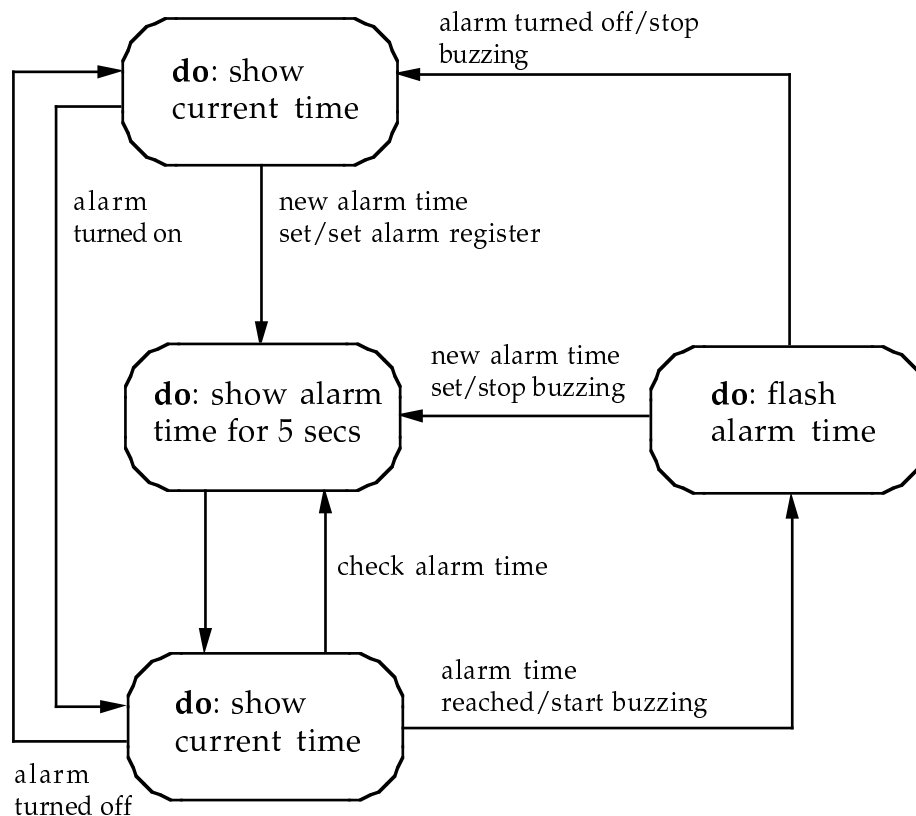 alarm turned off/stop
buzzing
do: show
current time
alarm
turned on
new alarm time
set/set alarm register
new alarm time
set/stop buzzing
do: show alarm
time for 5 secs
do: flash
alarm time
check alarm time
alarm time
reached/start buzzing
do: show
current time
alarm
turned off